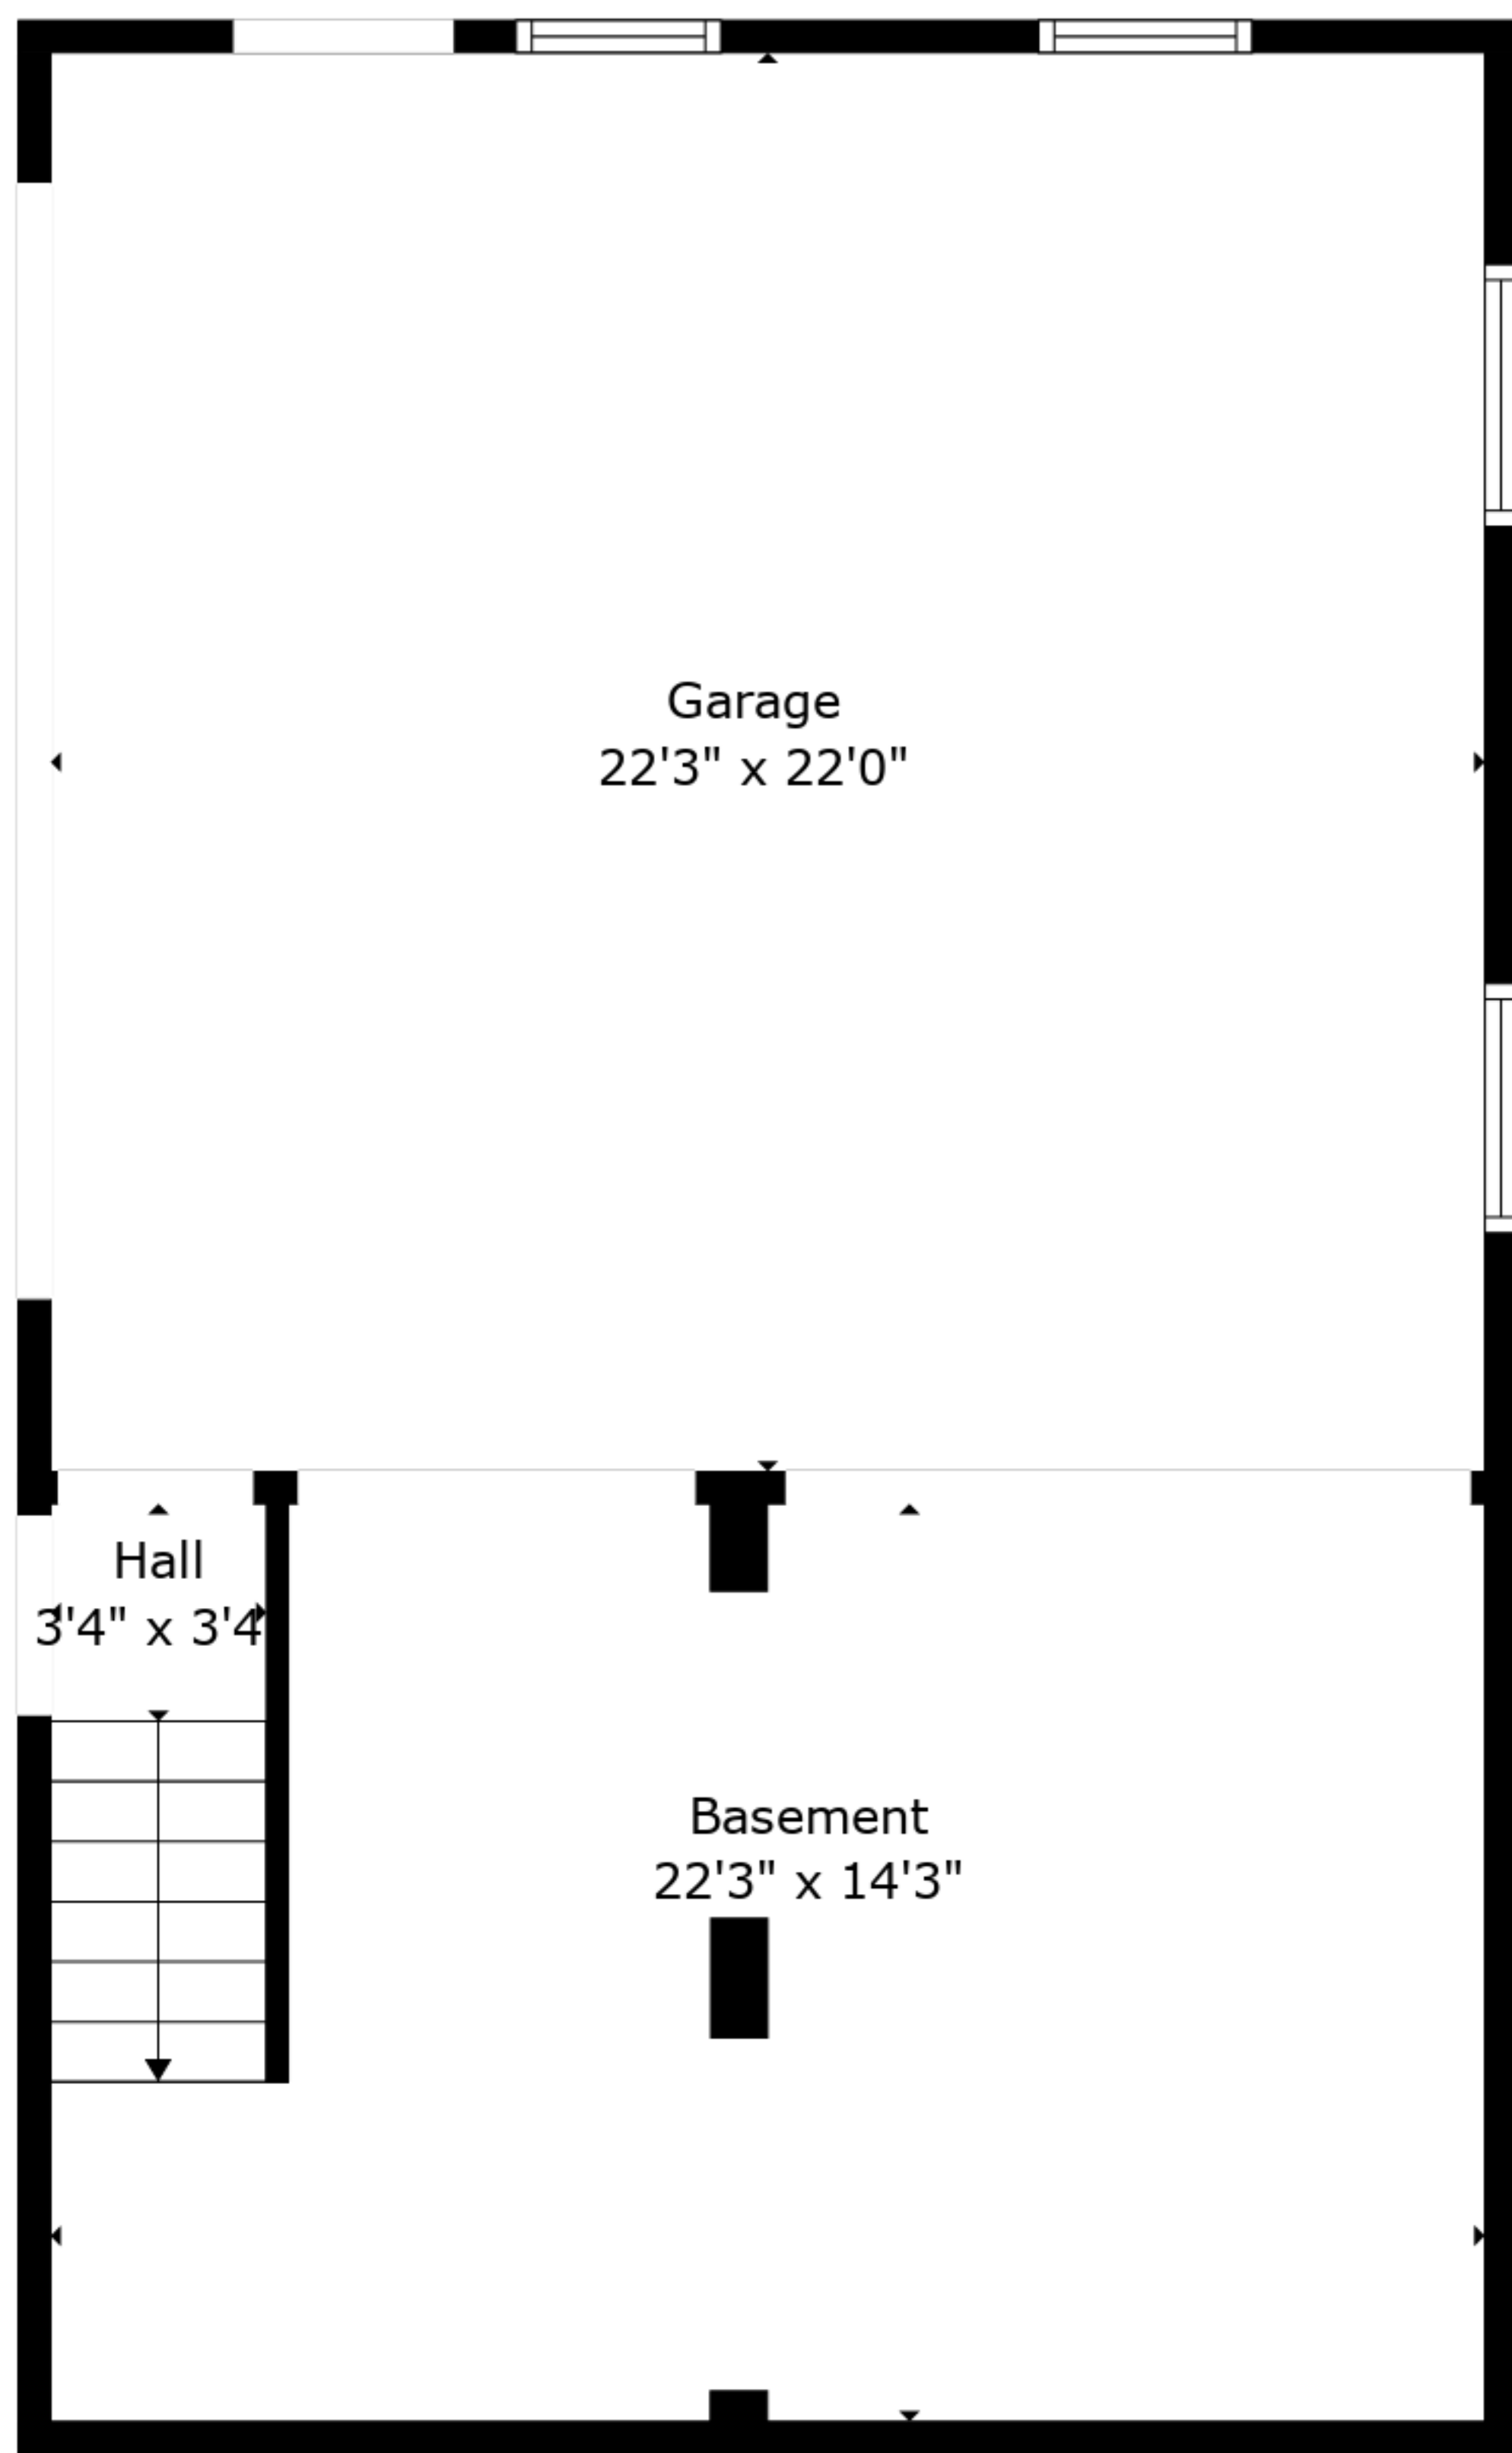 Garage
22'3" x 22'0"
Hall
3'4" x 3'4
Basement
22'3" x 14'3"